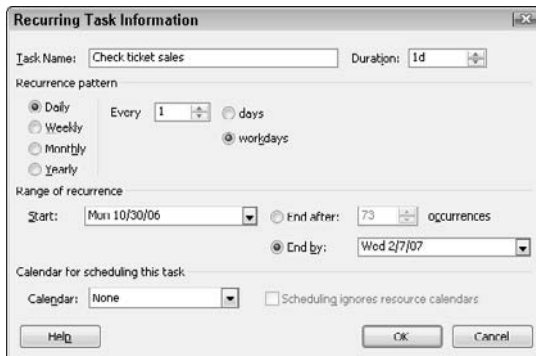 Recurring Task Information
Task Name: Check ticket sales Duration: 1d
Recurrence pattern
Daily Every 1 days
Weekly workdays
Monthly
Yearly
Range of recurrence
Start: Mon 10/30/06 End after: 73 occurrences
End by: Wed 2/7/07
Calendar for scheduling this task
Calendar: None Scheduling ignores resource calendars
Help OK Cancel